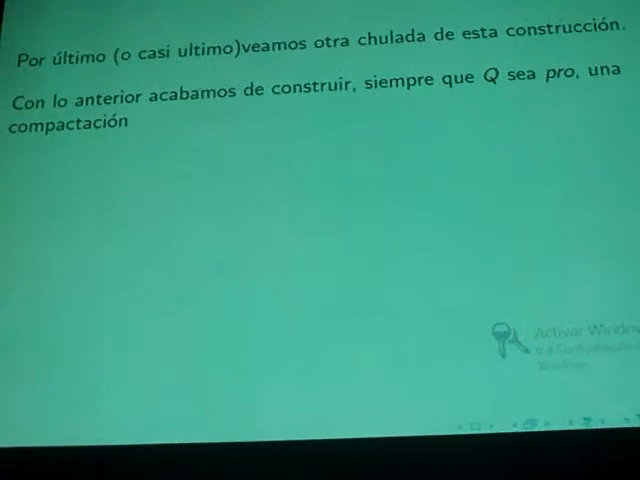 Por último (o casi ultimo)veamos otra chulada de esta construcción.
Con lo anterior acabamos de construir, siempre que Q sea pro, una
compactación
Activar Window
Windows.